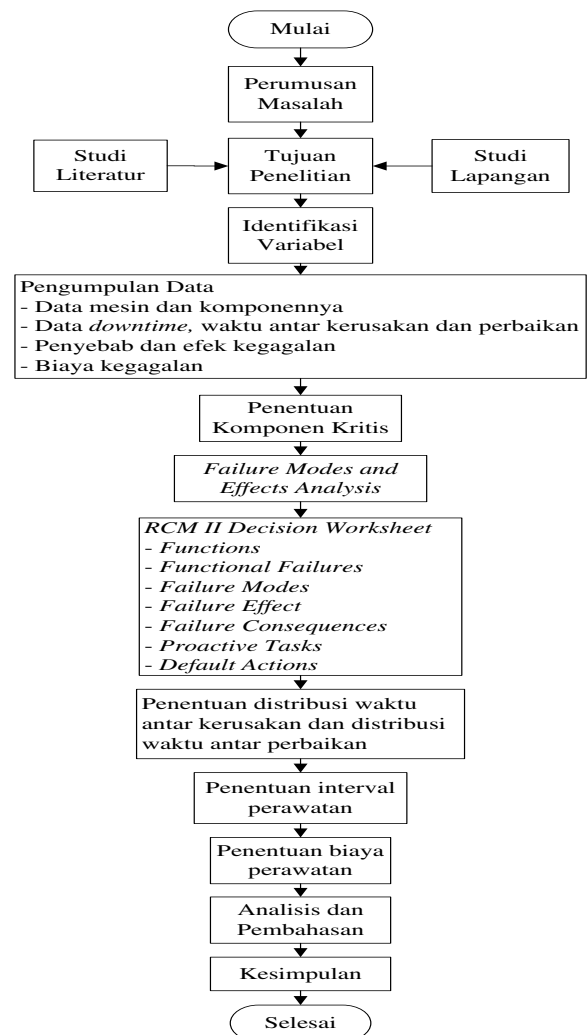 Mulai
Perumusan
Masalah
Studi
Literatur
Tujuan
Penelitian
Studi
Lapangan
Identifikasi
Variabel
Pengumpulan Data
- Data mesin dan komponennya
- Data downtime, waktu antar kerusakan dan perbaikan
- Penyebab dan efek kegagalan
- Biaya kegagalan
Penentuan
Komponen Kritis
Failure Modes and
Effects Analysis
RCM II Decision Worksheet
- Functions
- Functional Failures
- Failure Modes
- Failure Effect
- Failure Consequences
- Proactive Tasks
- Default Actions
Penentuan distribusi waktu
antar kerusakan dan distribusi
waktu antar perbaikan
Penentuan interval
perawatan
Penentuan biaya
perawatan
Analisis dan
Pembahasan
Kesimpulan
Selesai